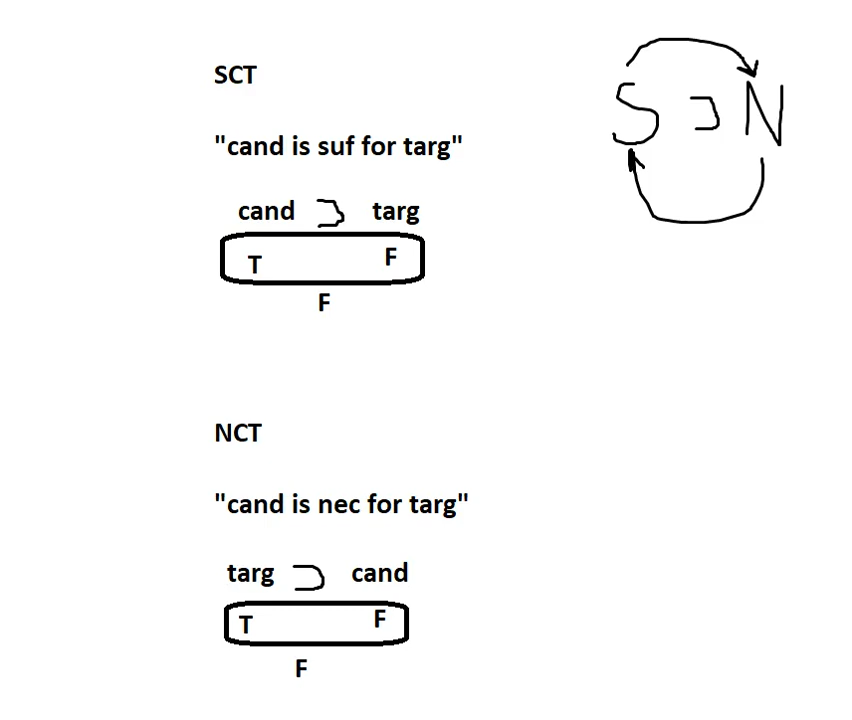 SCT
S ⊃ N
"cand is suf for targ"
cand ⊃ targ
T F
F
NCT
"cand is nec for targ"
targ ⊃ cand
T F
F